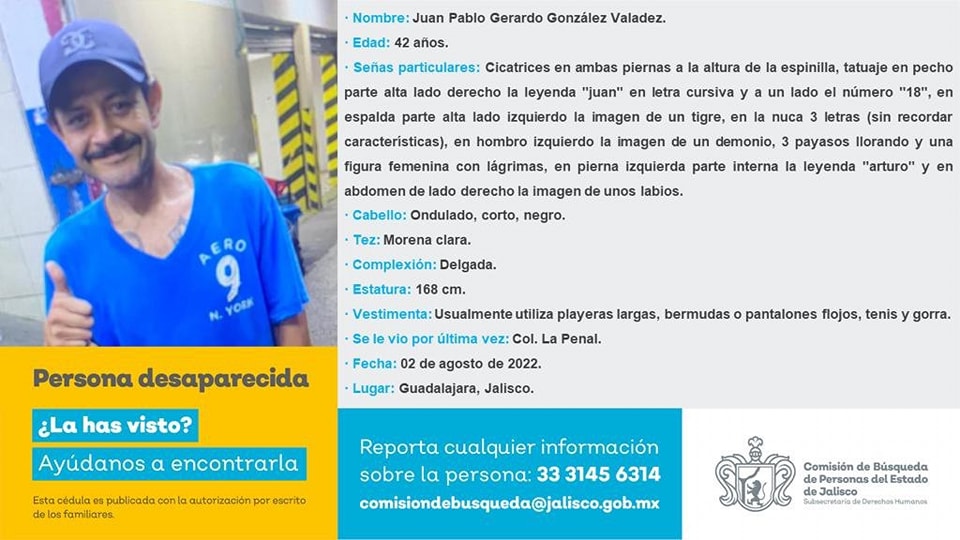 · Nombre: Juan Pablo Gerardo González Valadez.
· Edad: 42 años.
· Señas particulares: Cicatrices en ambas piernas a la altura de la espinilla, tatuaje en pecho
parte alta lado derecho la leyenda "juan" en letra cursiva y a un lado el número "18", en
espalda parte alta lado izquierdo la imagen de un tigre, en la nuca 3 letras (sin recordar
características), en hombro izquierdo la imagen de un demonio, 3 payasos llorando y una
figura femenina con lágrimas, en pierna izquierda parte interna la leyenda "arturo" y en
abdomen de lado derecho la imagen de unos labios.
· Cabello: Ondulado, corto, negro.
· Tez: Morena clara.
· Complexión: Delgada.
· Estatura: 168 cm.
· Vestimenta: Usualmente utiliza playeras largas, bermudas o pantalones flojos, tenis y gorra.
· Se le vio por última vez: Col. La Penal.
· Fecha: 02 de agosto de 2022.
· Lugar: Guadalajara, Jalisco.
AERO
9
N. YORK
Persona desaparecida
¿La has visto?
Ayúdanos a encontrarla
Esta cédula es publicada con la autorización por escrito
de los familiares.
Reporta cualquier información
sobre la persona: 33 3145 6314
comisiondebusqueda@jalisco.gob.mx
Comisión de Búsqueda
de Personas del Estado
de Jalisco
Subsecretaría de Derechos Humanos